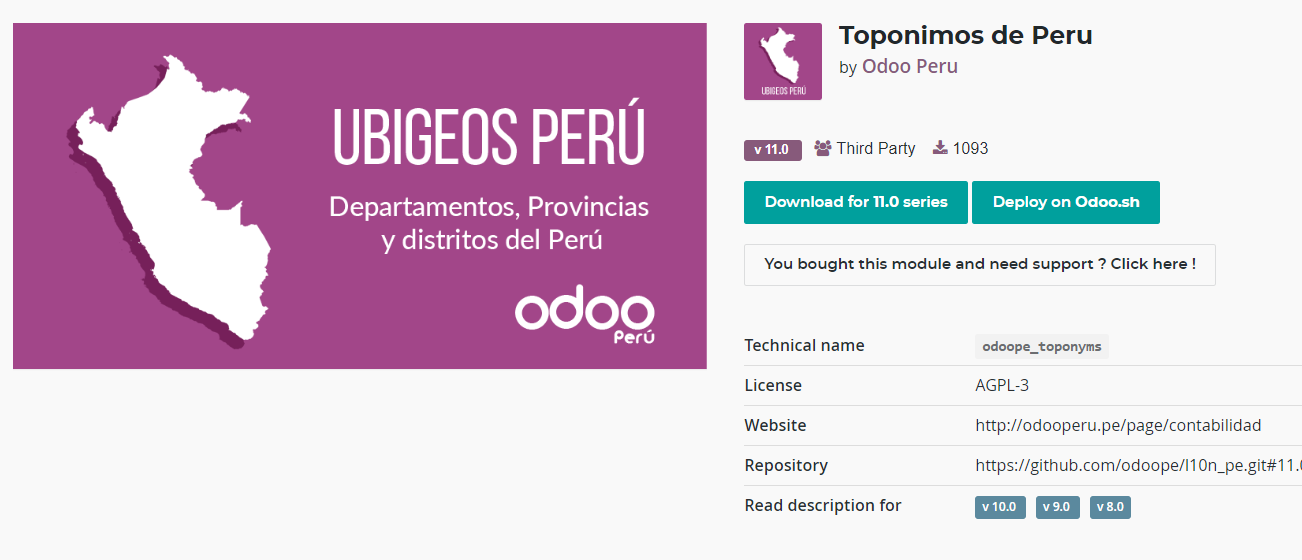 UBIGEOS PERÚ
Departamentos, Provincias
y distritos del Perú
odoo
Perú
UBIGEOS PERÚ
Toponimos de Peru
by Odoo Peru
v 11.0 Third Party 1093
Download for 11.0 series Deploy on Odoo.sh
You bought this module and need support ? Click here !
Technical name odoope_toponyms
License AGPL-3
Website http://odooperu.pe/page/contabilidad
Repository https://github.com/odoope/l10n_pe.git#11.0
Read description for v 10.0 v 9.0 v 8.0